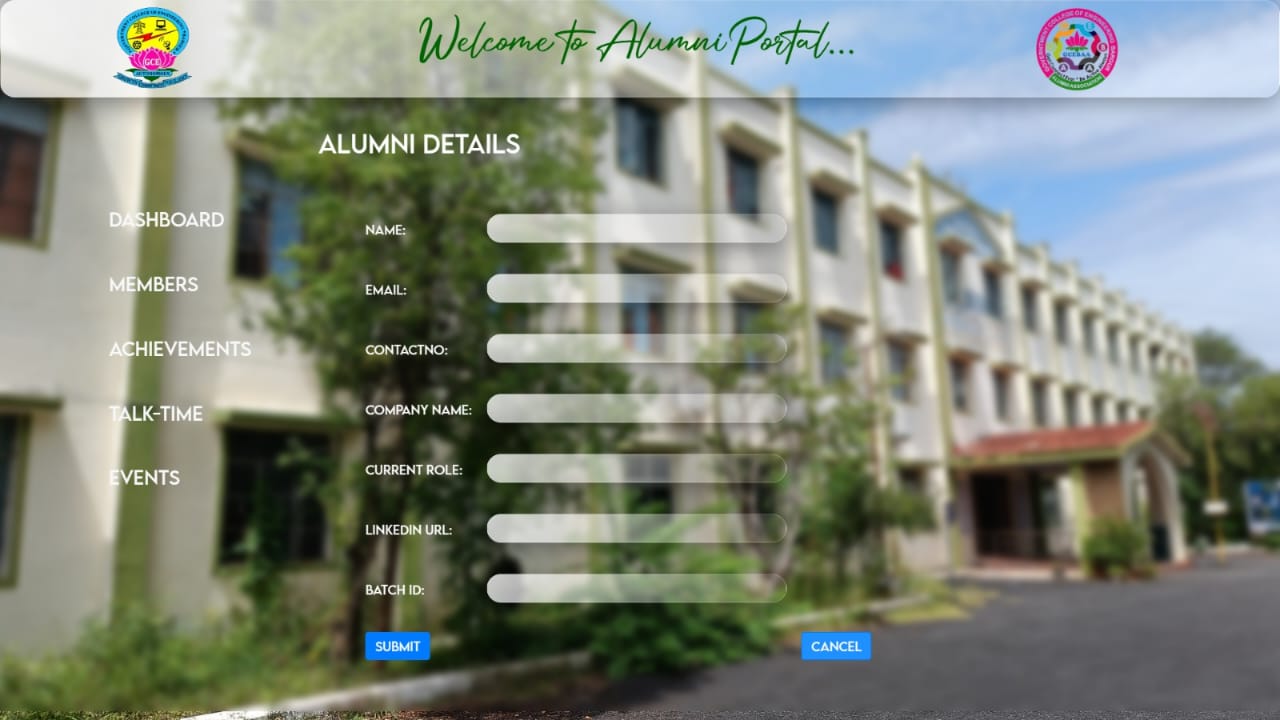 Welcome to Alumni Portal...
GCE
ALUMNI DETAILS
DASHBOARD
MEMBERS
ACHIEVEMENTS
TALK-TIME
EVENTS
NAME:
EMAIL:
CONTACTNO:
COMPANY NAME:
CURRENT ROLE:
LINKEDIN URL:
BATCH ID:
SUBMIT
CANCEL